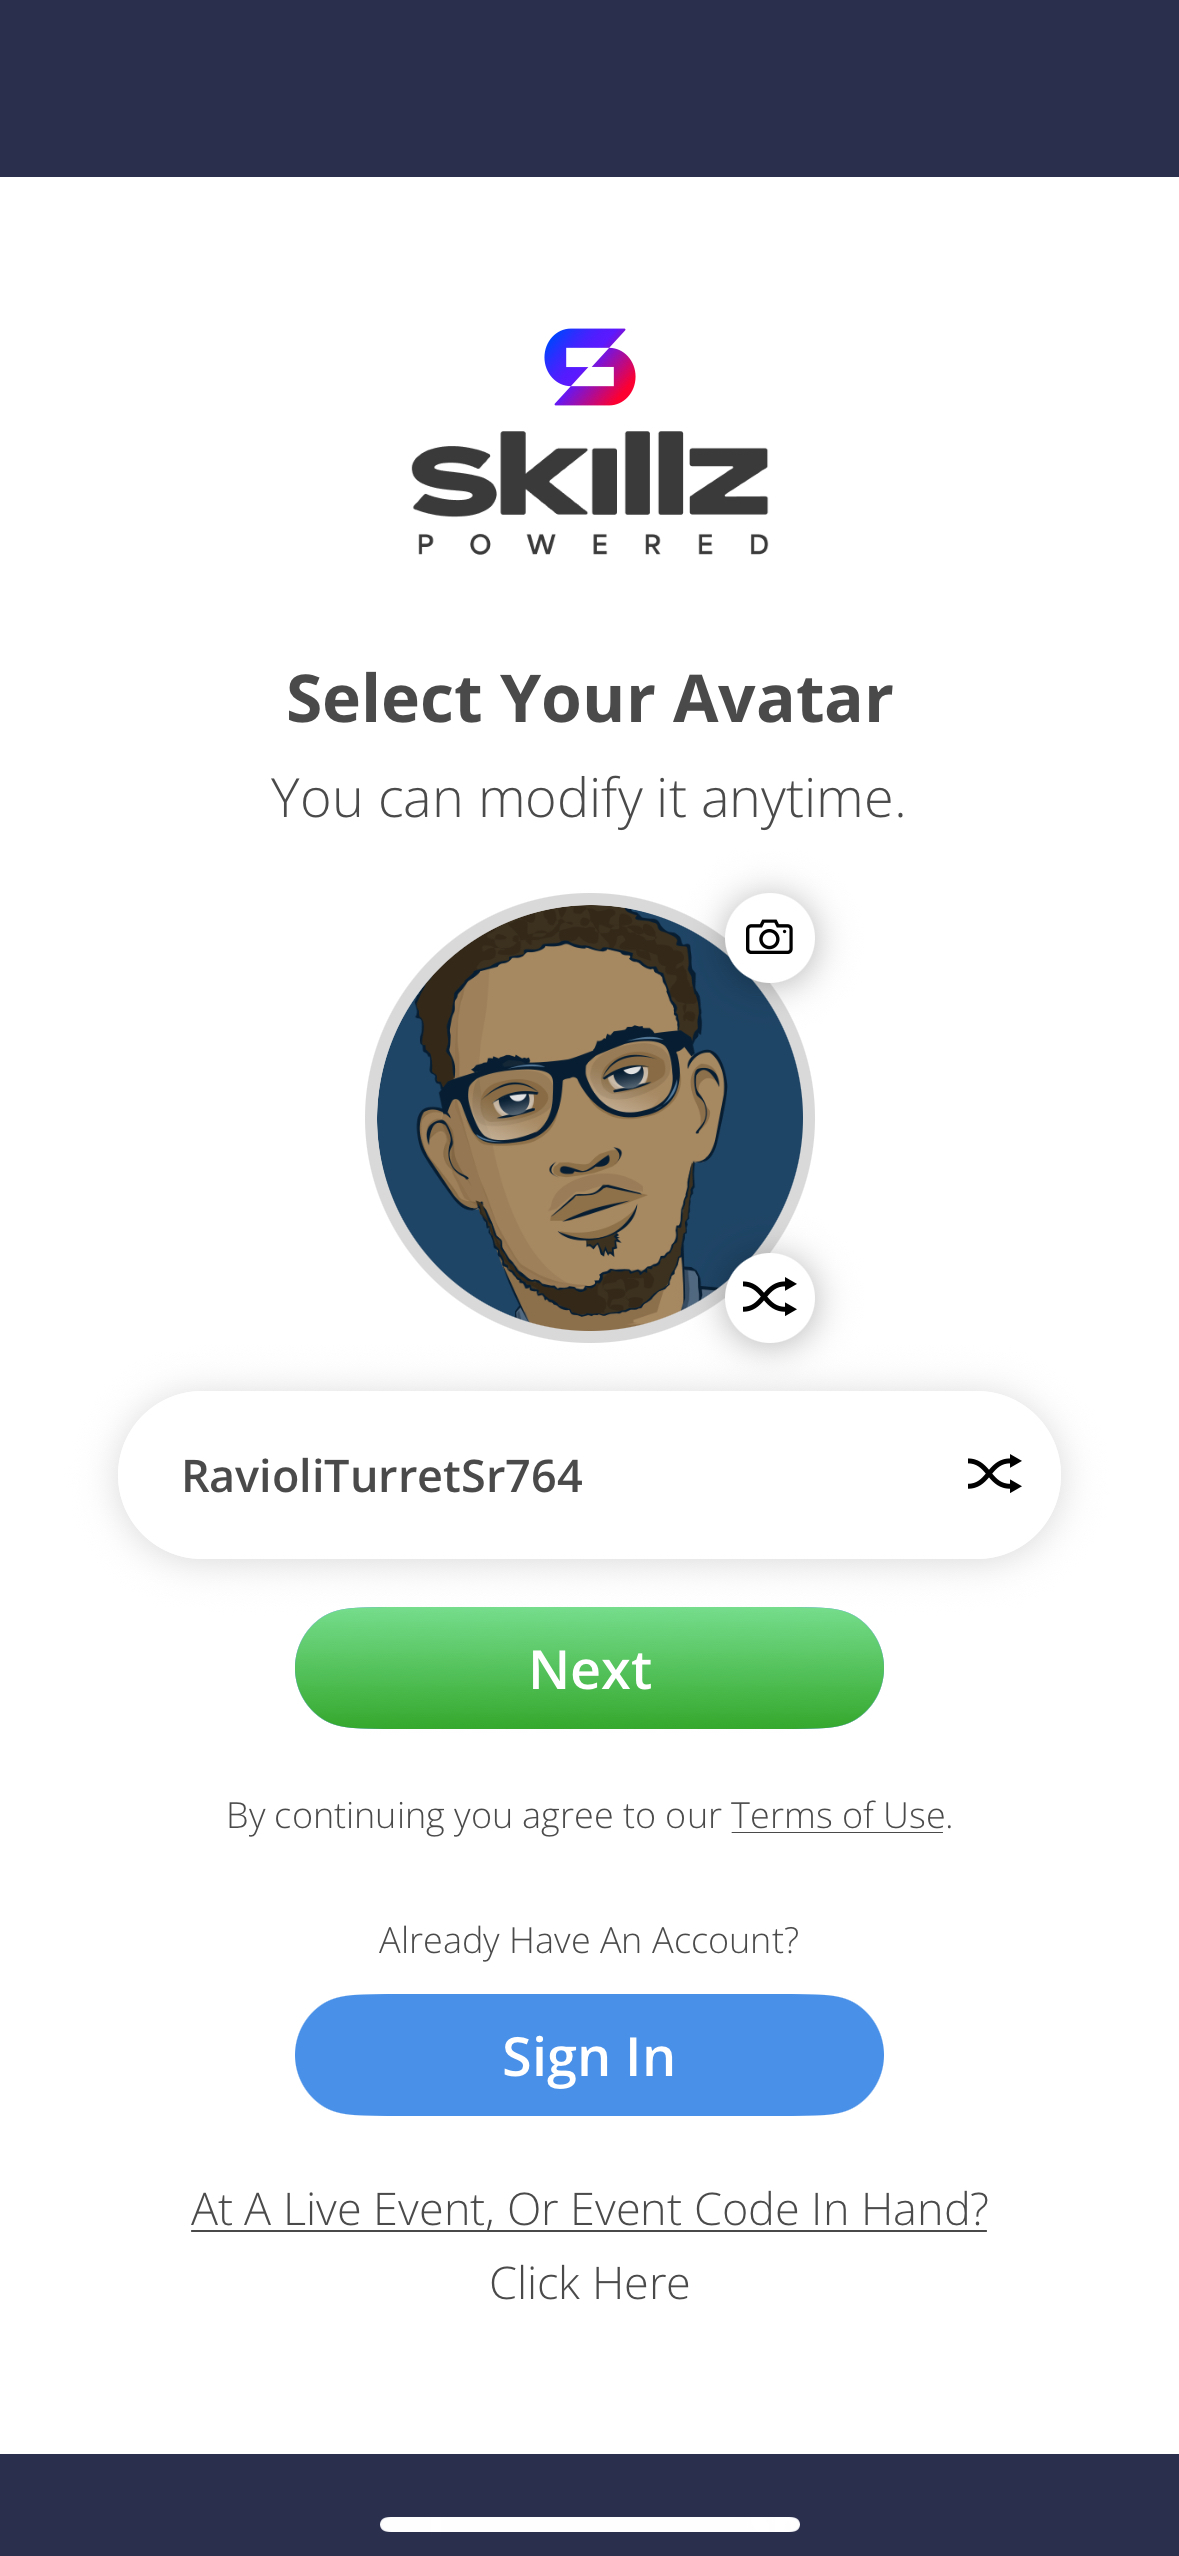 skillz
POWERED
Select Your Avatar
You can modify it anytime.
RavioliTurretSr764
Next
By continuing you agree to our Terms of Use.
Already Have An Account?
Sign In
At A Live Event, Or Event Code In Hand?
Click Here